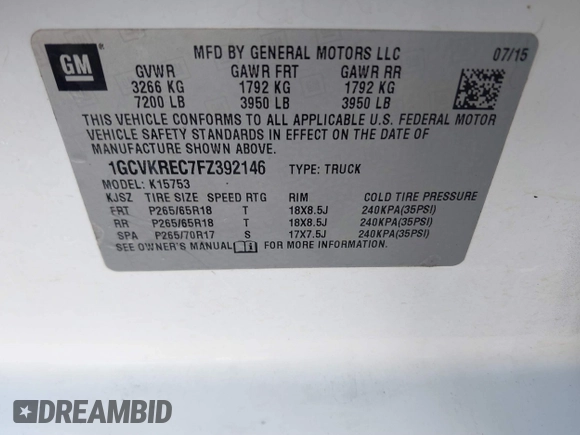 GM
MFD BY GENERAL MOTORS LLC 07/15
GVWR GAWR FRT GAWR RR
3266 KG 1792 KG 1792 KG
7200 LB 3950 LB 3950 LB
THIS VEHICLE CONFORMS TO ALL APPLICABLE U.S. FEDERAL MOTOR
VEHICLE SAFETY STANDARDS IN EFFECT ON THE DATE OF
MANUFACTURE SHOWN ABOVE.
1GCVKREC7FZ392146 TYPE: TRUCK
MODEL: K15753
KJSZ TIRE SIZE SPEED RTG RIM COLD TIRE PRESSURE
FRT P265/65R18 T 18X8.5J 240KPA(35PSI)
RR P265/65R18 T 18X8.5J 240KPA(35PSI)
SPA P265/70R17 S 17X7.5J 240KPA(35PSI)
SEE OWNER'S MANUAL FOR MORE INFORMATION.
DREAMBID